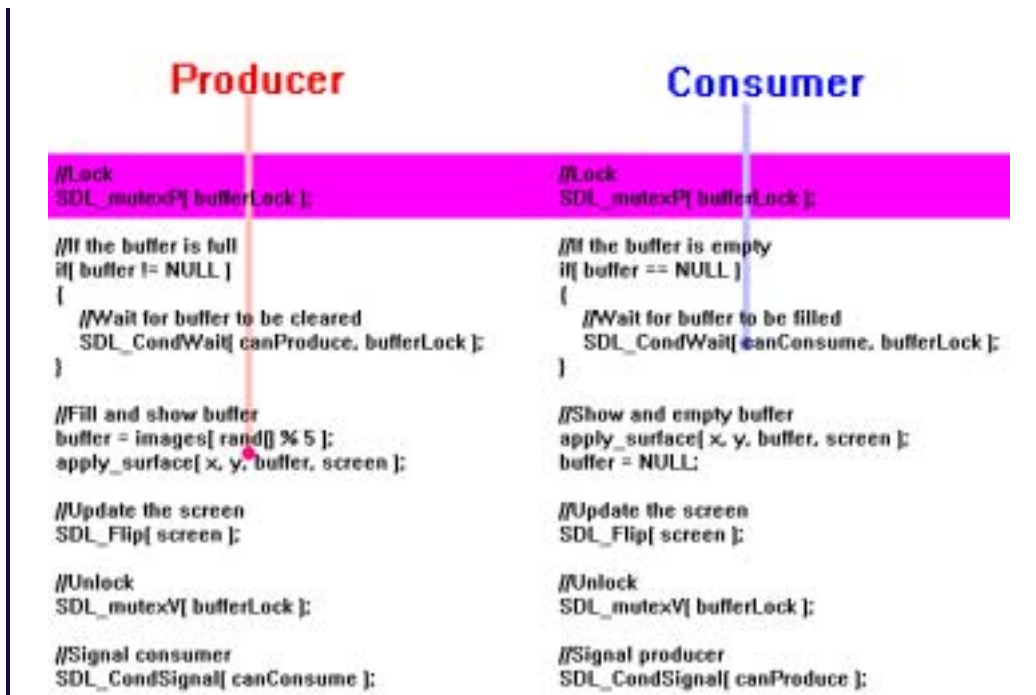 Producer
//Lock
SDL_mutexP( bufferLock );
//If the buffer is full
if( buffer != NULL )
{
//Wait for buffer to be cleared
SDL_CondWait( canProduce, bufferLock );
}
//Fill and show buffer
buffer = images[ rand() % 5 ];
apply_surface( x, y, buffer, screen );
//Update the screen
SDL_Flip( screen );
//Unlock
SDL_mutexV( bufferLock );
//Signal consumer
SDL_CondSignal( canConsume );
Consumer
//Lock
SDL_mutexP( bufferLock );
//If the buffer is empty
if( buffer == NULL )
{
//Wait for buffer to be filled
SDL_CondWait( canConsume, bufferLock );
}
//Show and empty buffer
apply_surface( x, y, buffer, screen );
buffer = NULL;
//Update the screen
SDL_Flip( screen );
//Unlock
SDL_mutexV( bufferLock );
//Signal producer
SDL_CondSignal( canProduce );